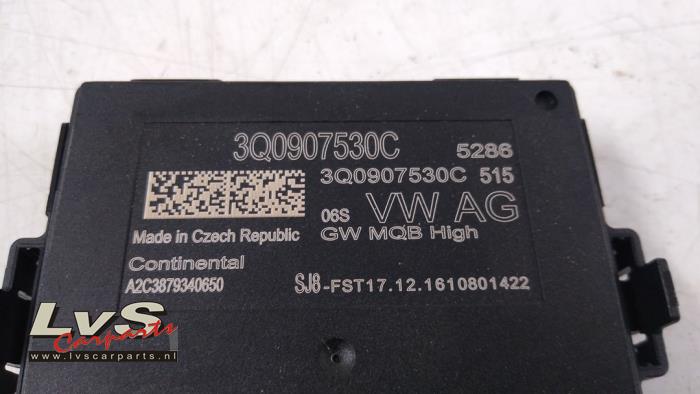 3Q0907530C 5286
3Q0907530C 515
06S VW AG
Made in Czech Republic GW MQB High
Continental
A2C3879340650 SJ8-FST17.12.1610801422
LvS
Carparts
www.lvscarparts.nl